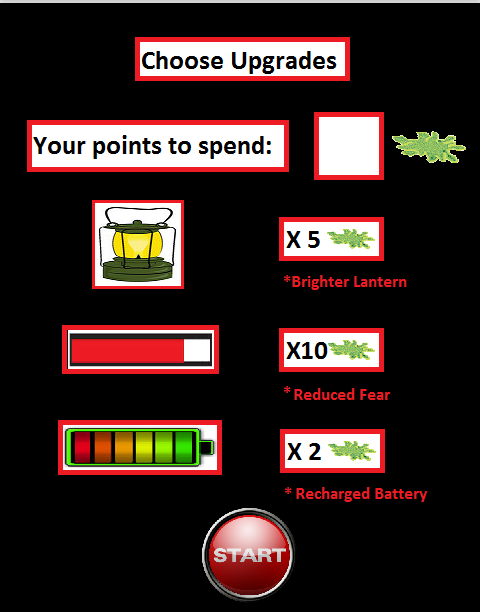 Choose Upgrades
Your points to spend:
X 5
*Brighter Lantern
X10
* Reduced Fear
X 2
* Recharged Battery
START